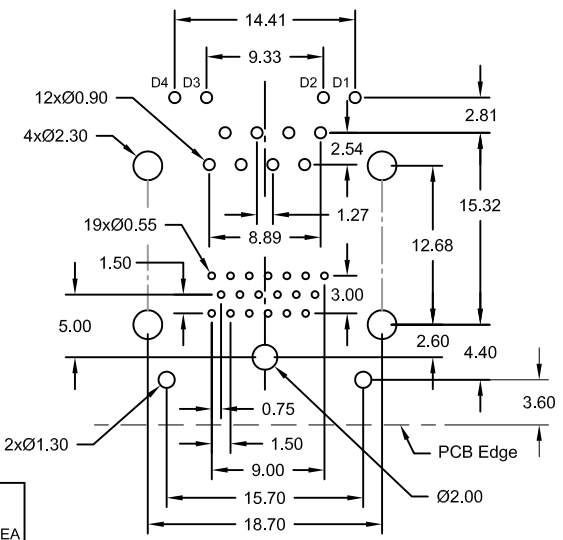 14.41
9.33
D4 D3 D2 D1
12xØ0.90
2.81
4xØ2.30
2.54
15.32
1.27
19xØ0.55
8.89
12.68
1.50
3.00
5.00
2.60
4.40
0.75
3.60
2xØ1.30
1.50
PCB Edge
9.00
15.70
Ø2.00
18.70
EA